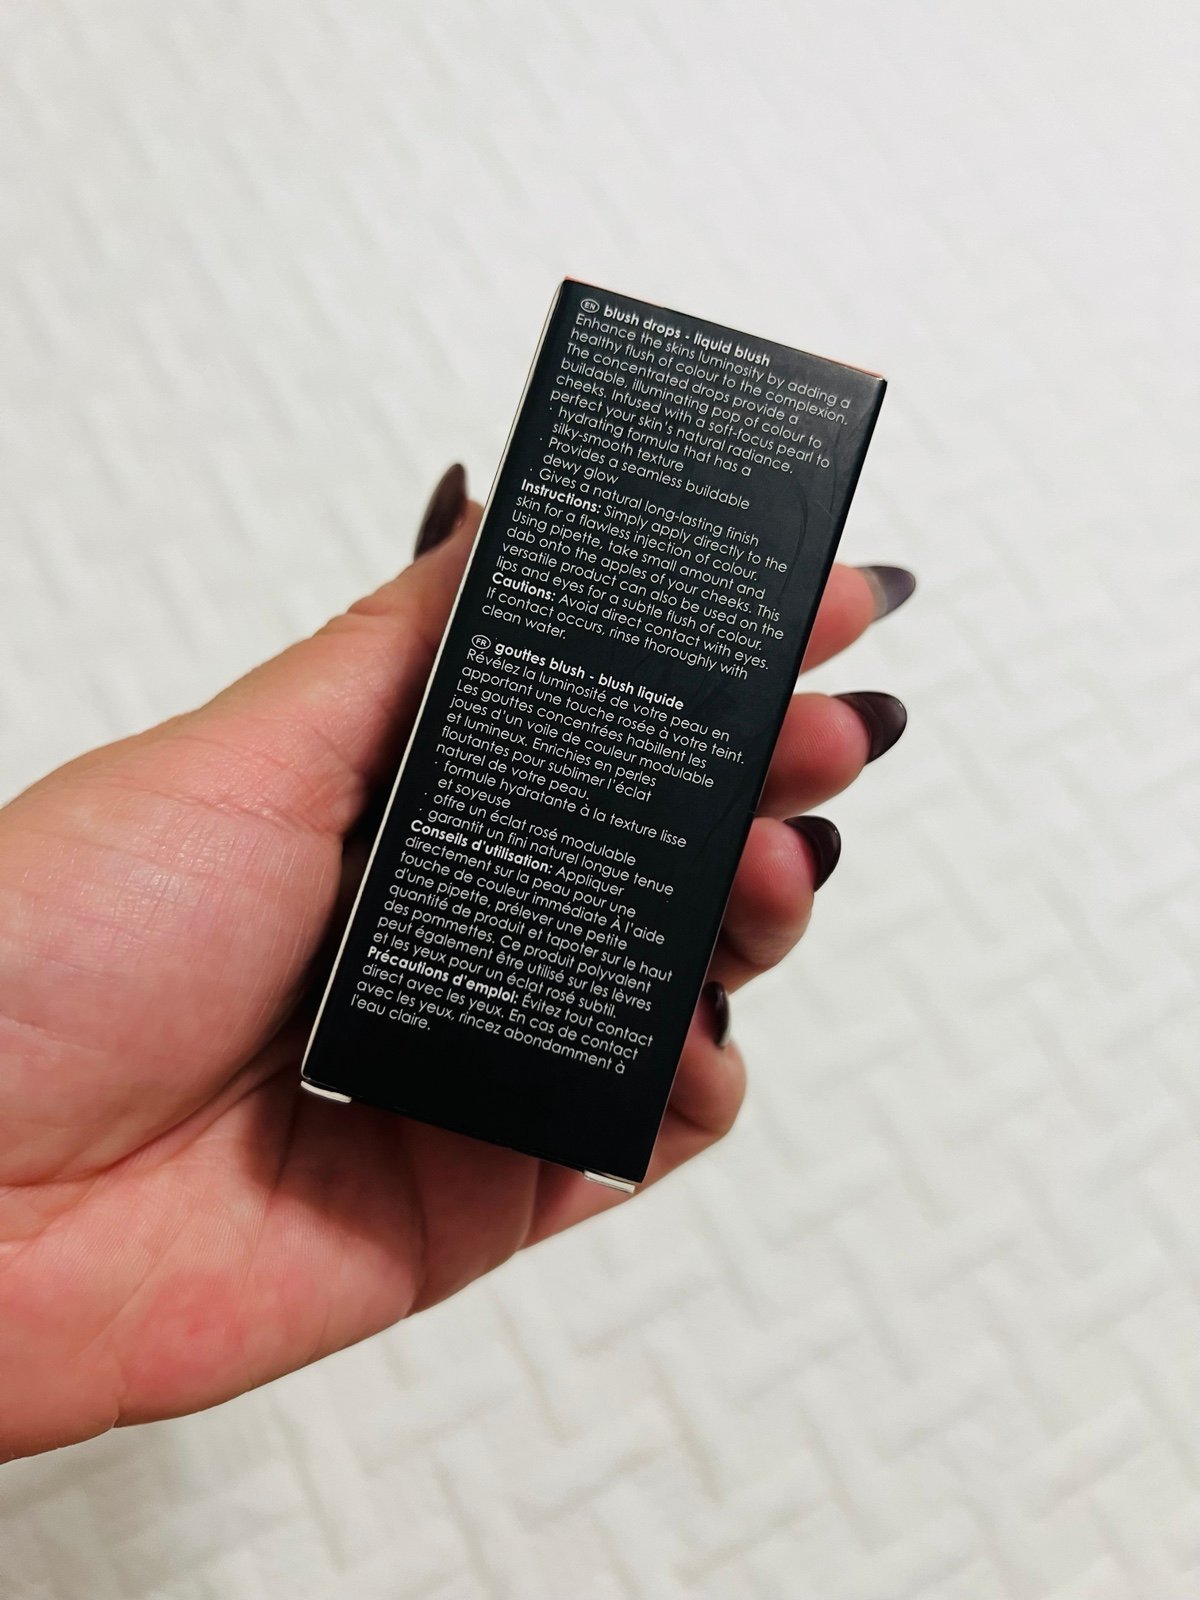 EN blush drops - liquid blush
Enhance the skins luminosity by adding a
healthy flush of colour to the complexion.
The concentrated drops provide a
buildable, illuminating pop of colour to
cheeks. Infused with a soft-focus pearl to
perfect your skin's natural radiance.
· hydrating formula that has a
silky-smooth texture
· Provides a seamless buildable
dewy glow
· Gives a natural long-lasting finish
Instructions: Simply apply directly to the
skin for a flawless injection of colour.
Using pipette, take small amount and
dab onto the apples of your cheeks. This
versatile product can also be used on the
lips and eyes for a subtle flush of colour.
Cautions: Avoid direct contact with eyes.
If contact occurs, rinse thoroughly with
clean water.
FR gouttes blush - blush liquide
Révélez la luminosité de votre peau en
apportant une touche rosée à votre teint.
Les gouttes concentrées habillent les
joues d'un voile de couleur modulable
et lumineux. Enrichies en perles
floutantes pour sublimer l'éclat
naturel de votre peau.
· formule hydratante à la texture lisse
et soyeuse
· offre un éclat rosé modulable
· garantit un fini naturel longue tenue
Conseils d'utilisation: Appliquer
directement sur la peau pour une
touche de couleur immédiate À l'aide
d'une pipette, prélever une petite
quantité de produit et tapoter sur le haut
des pommettes. Ce produit polyvalent
peut également être utilisé sur les lèvres
et les yeux pour un éclat rosé subtil.
Précautions d'emploi: Évitez tout contact
direct avec les yeux. En cas de contact
avec les yeux, rincez abondamment à
l'eau claire.